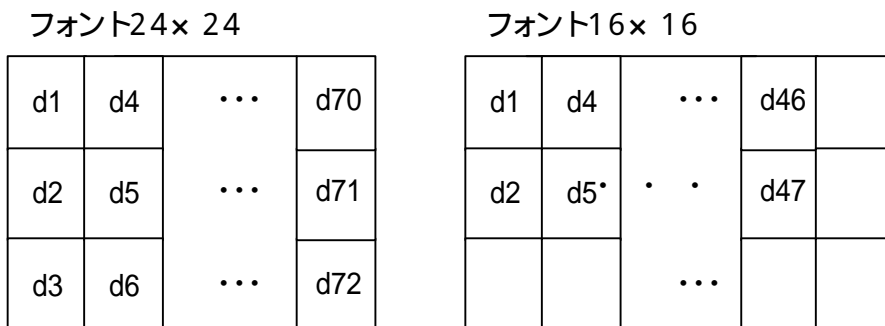 フォント24× 24 フォント16× 16
d1 d4 ・・・ d70 d1 d4 ・・・ d46
d2 d5 ・・・ d71 d2 d5・ ・ ・ d47
d3 d6 ・・・ d72 ・・・